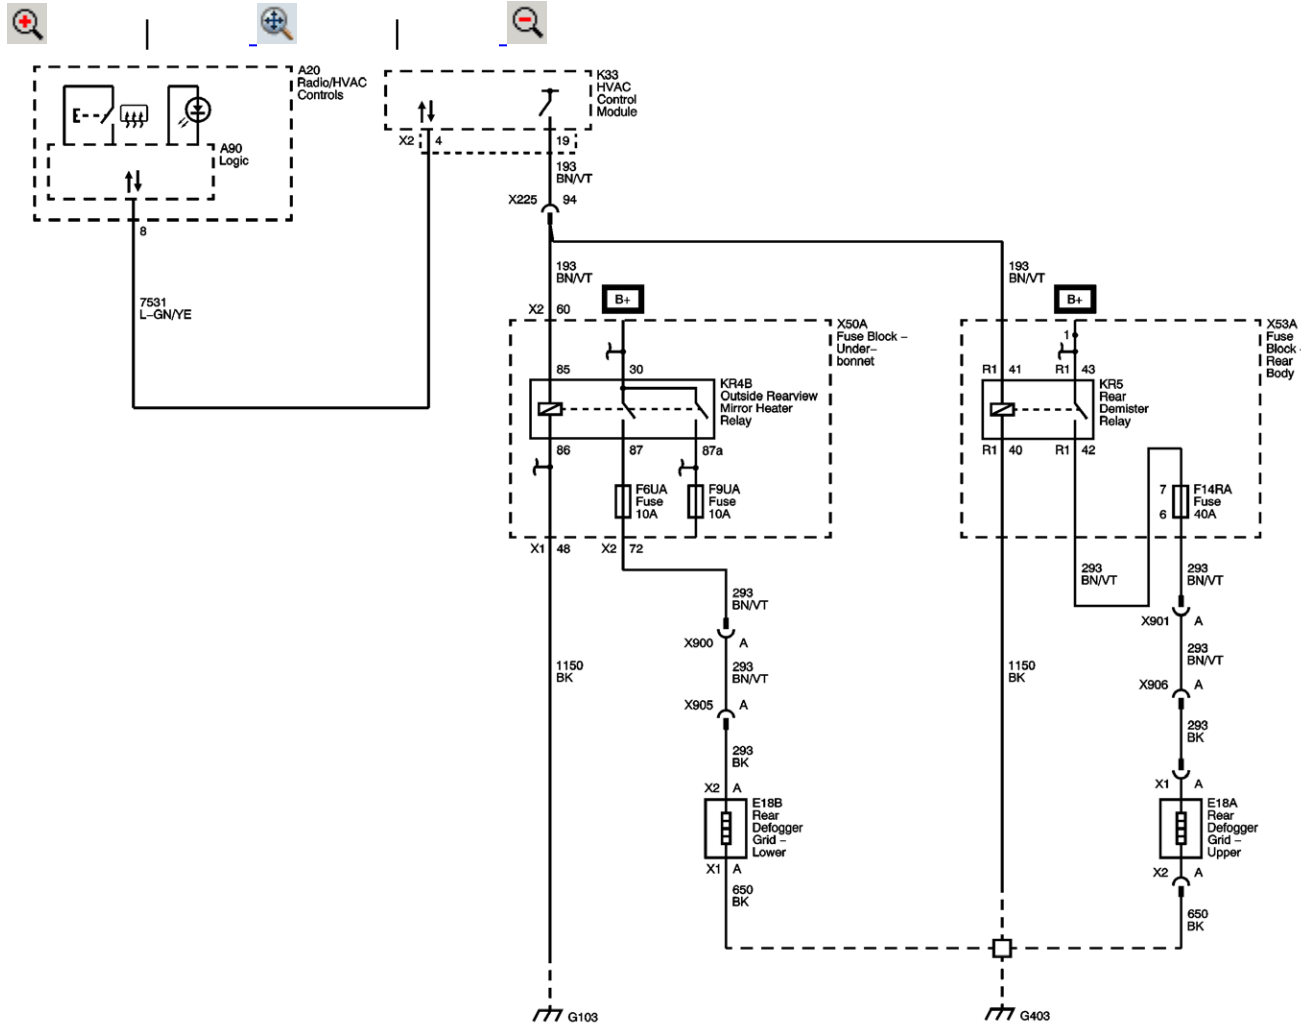 A20
Radio/HVAC
Controls
E
A90
Logic
8
7531
L-GN/YE
K33
HVAC
Control
Module
X2 4
19
193
BN/VT
X225 94
193
BN/VT
X2 60
B+
X50A
Fuse Block –
Under–
bonnet
85
30
KR4B
Outside Rearview
Mirror Heater
Relay
86
87
87a
F6UA
Fuse
10A
F9UA
Fuse
10A
X1 48
X2 72
293
BN/VT
X900 A
293
BN/VT
X905 A
293
BK
X2 A
E18B
Rear
Defogger
Grid –
Lower
X1 A
650
BK
1150
BK
G103
193
BN/VT
B+
X53A
Fuse
Block –
Rear
Body
1
R1 41
R1 43
KR5
Rear
Demister
Relay
R1 40
R1 42
7
6
F14RA
Fuse
40A
293
BN/VT
293
BN/VT
X901 A
293
BN/VT
X906 A
293
BK
X1 A
E18A
Rear
Defogger
Grid –
Upper
X2 A
650
BK
1150
BK
G403